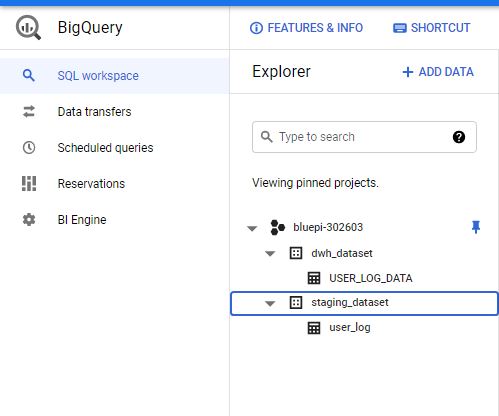 BigQuery
FEATURES & INFO
SHORTCUT
SQL workspace
Data transfers
Scheduled queries
Reservations
BI Engine
Explorer
+ ADD DATA
Type to search
?
Viewing pinned projects.
bluepi-302603
dwh_dataset
USER_LOG_DATA
staging_dataset
user_log